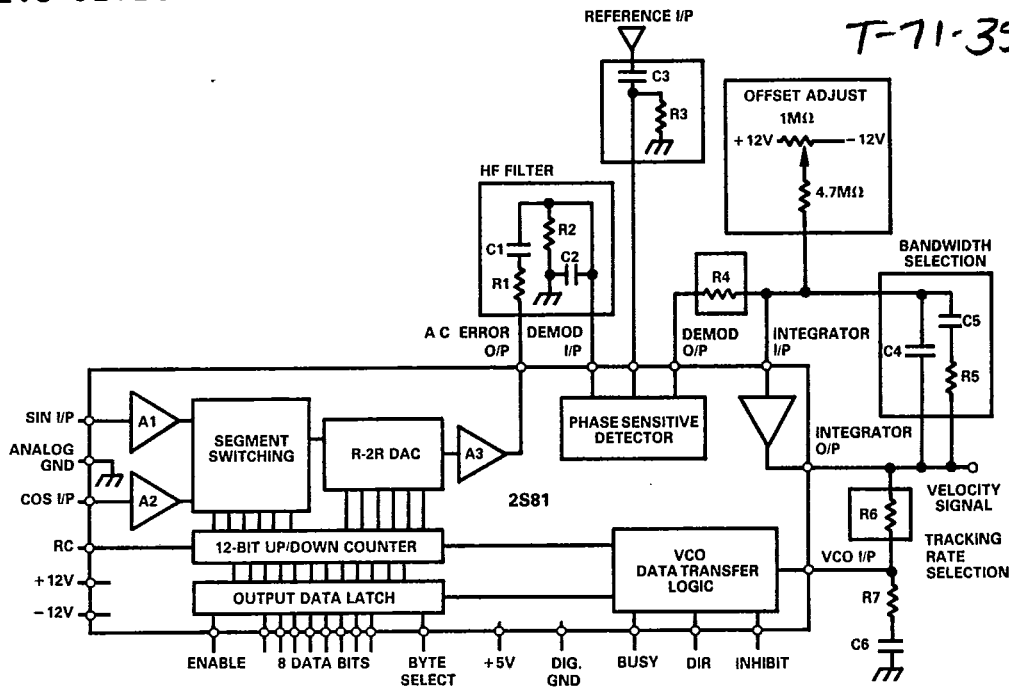 REFERENCE I/P
T-71-35
C3
R3
OFFSET ADJUST
1MΩ
+12V
-12V
4.7MΩ
HF FILTER
R2
C1
C2
R1
BANDWIDTH
SELECTION
R4
C5
C4
R5
A C ERROR
O/P
DEMOD
I/P
DEMOD
O/P
INTEGRATOR
I/P
SIN I/P
A1
SEGMENT
SWITCHING
R-2R DAC
A3
PHASE SENSITIVE
DETECTOR
INTEGRATOR
O/P
ANALOG
GND
COS I/P
A2
2S81
VELOCITY
SIGNAL
R6
TRACKING
RATE
SELECTION
RC
12-BIT UP/DOWN COUNTER
VCO
DATA TRANSFER
LOGIC
VCO I/P
+12V
-12V
OUTPUT DATA LATCH
R7
C6
ENABLE
8 DATA BITS
BYTE
SELECT
+5V
DIG.
GND
BUSY
DIR
INHIBIT